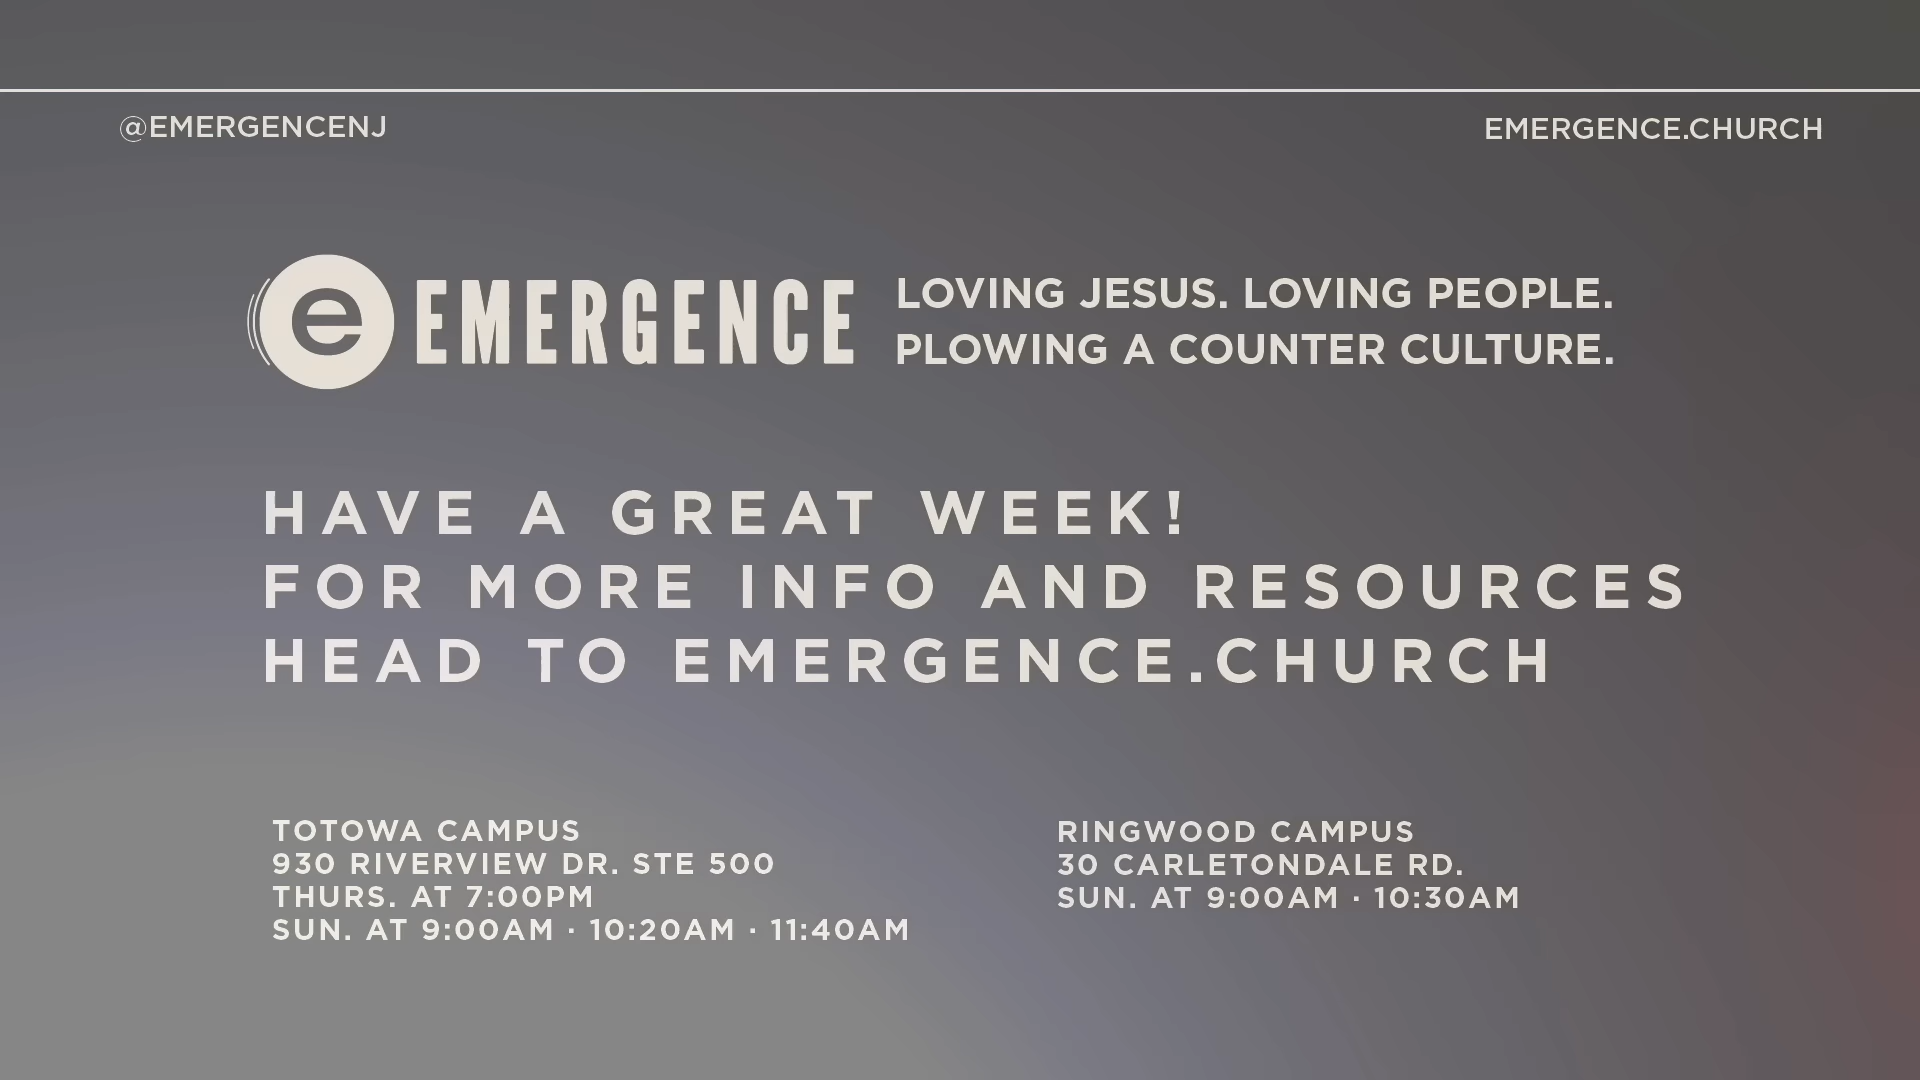 @EMERGENCENJ
EMERGENCE.CHURCH
e EMERGENCE
LOVING JESUS. LOVING PEOPLE.
PLOWING A COUNTER CULTURE.
HAVE A GREAT WEEK!
FOR MORE INFO AND RESOURCES
HEAD TO EMERGENCE.CHURCH
TOTOWA CAMPUS
930 RIVERVIEW DR. STE 500
THURS. AT 7:00PM
SUN. AT 9:00AM · 10:20AM · 11:40AM
RINGWOOD CAMPUS
30 CARLETONDALE RD.
SUN. AT 9:00AM · 10:30AM